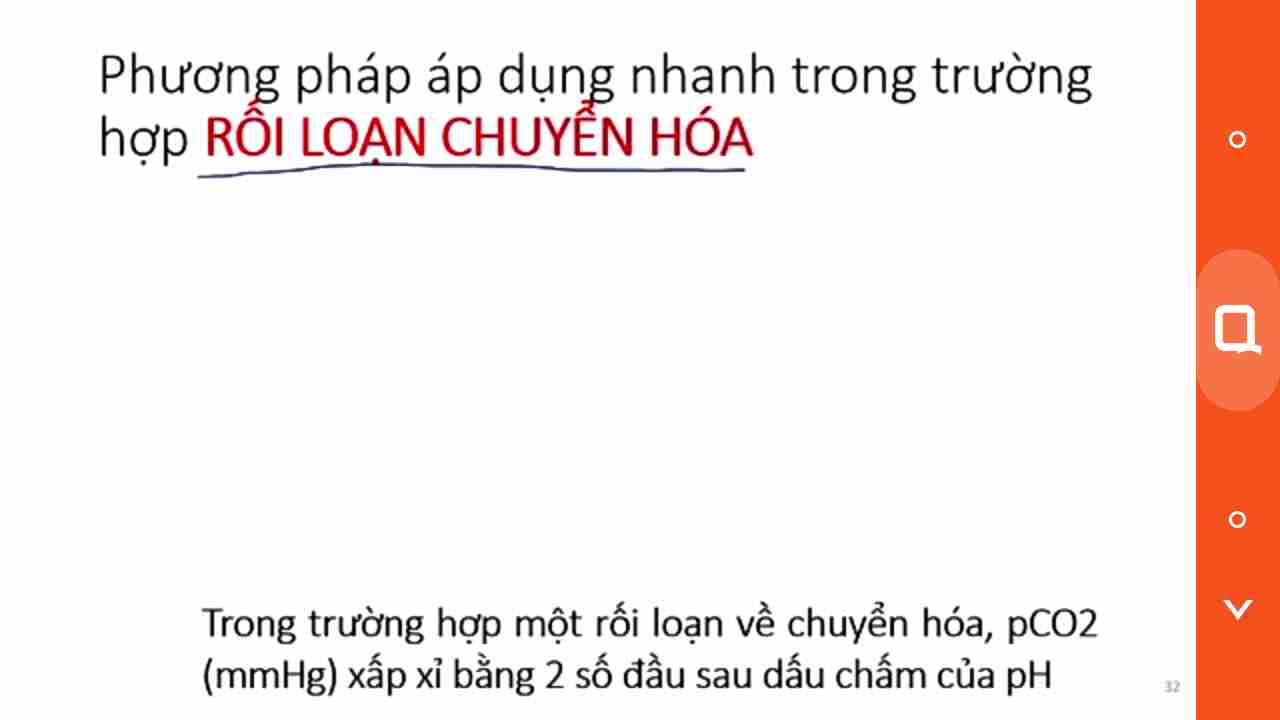 Phương pháp áp dụng nhanh trong trường
hợp RỐI LOẠN CHUYỂN HÓA
Trong trường hợp một rối loạn về chuyển hóa, pCO2
(mmHg) xấp xỉ bằng 2 số đầu sau dấu chấm của pH
32